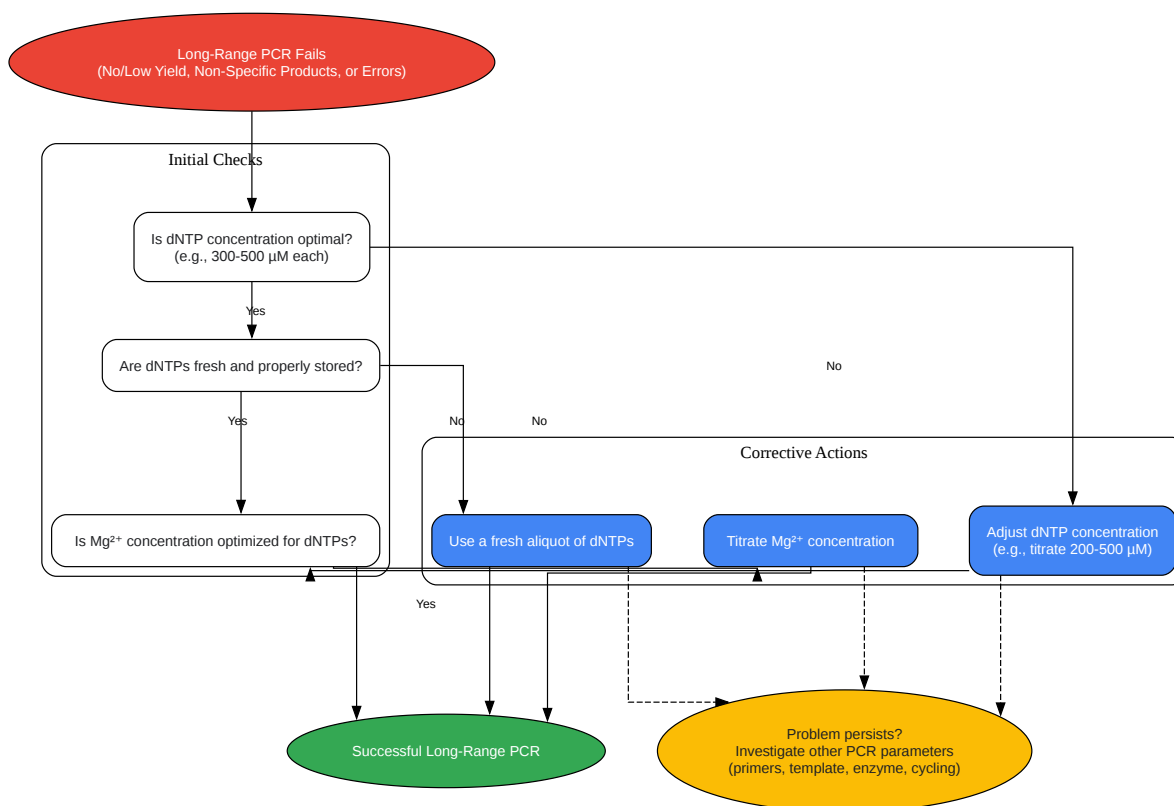 Long-Range PCR Fails
(No/Low Yield, Non-Specific Products, or Errors)
Initial Checks
Is dNTP concentration optimal?
(e.g., 300-500 µM each)
Yes
Are dNTPs fresh and properly stored?
No
Yes
No
No
Corrective Actions
Is Mg²⁺ concentration optimized for dNTPs?
Use a fresh aliquot of dNTPs
Titrate Mg²⁺ concentration
Adjust dNTP concentration
(e.g., titrate 200-500 µM)
Yes
Successful Long-Range PCR
Problem persists?
Investigate other PCR parameters
(primers, template, enzyme, cycling)